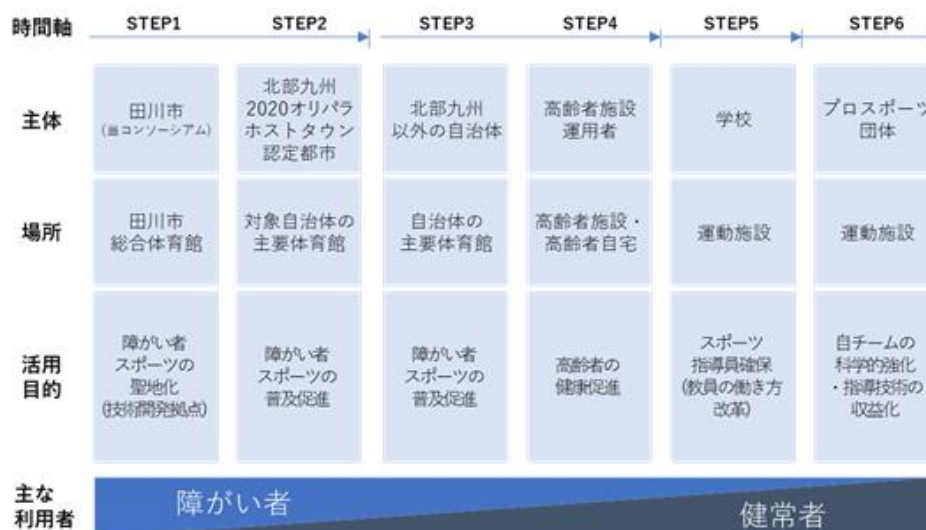 時間軸 STEP1 STEP2 STEP3 STEP4 STEP5 STEP6
主体
田川市
(当コンソーシアム)
北部九州
2020オリパラ
ホストタウン
認定都市
北部九州
以外の自治体
高齢者施設
運用者
学校
プロスポーツ
団体
場所
田川市
総合体育館
対象自治体の
主要体育館
自治体の
主要体育館
高齢者施設・
高齢者自宅
運動施設
運動施設
活用
目的
障がい者
スポーツの
聖地化
(技術開発拠点)
障がい者
スポーツの
普及促進
障がい者
スポーツの
普及促進
高齢者の
健康促進
スポーツ
指導員確保
(教員の働き方
改革)
自チームの
科学的強化
・指導技術の
収益化
主な
利用者
障がい者
健常者